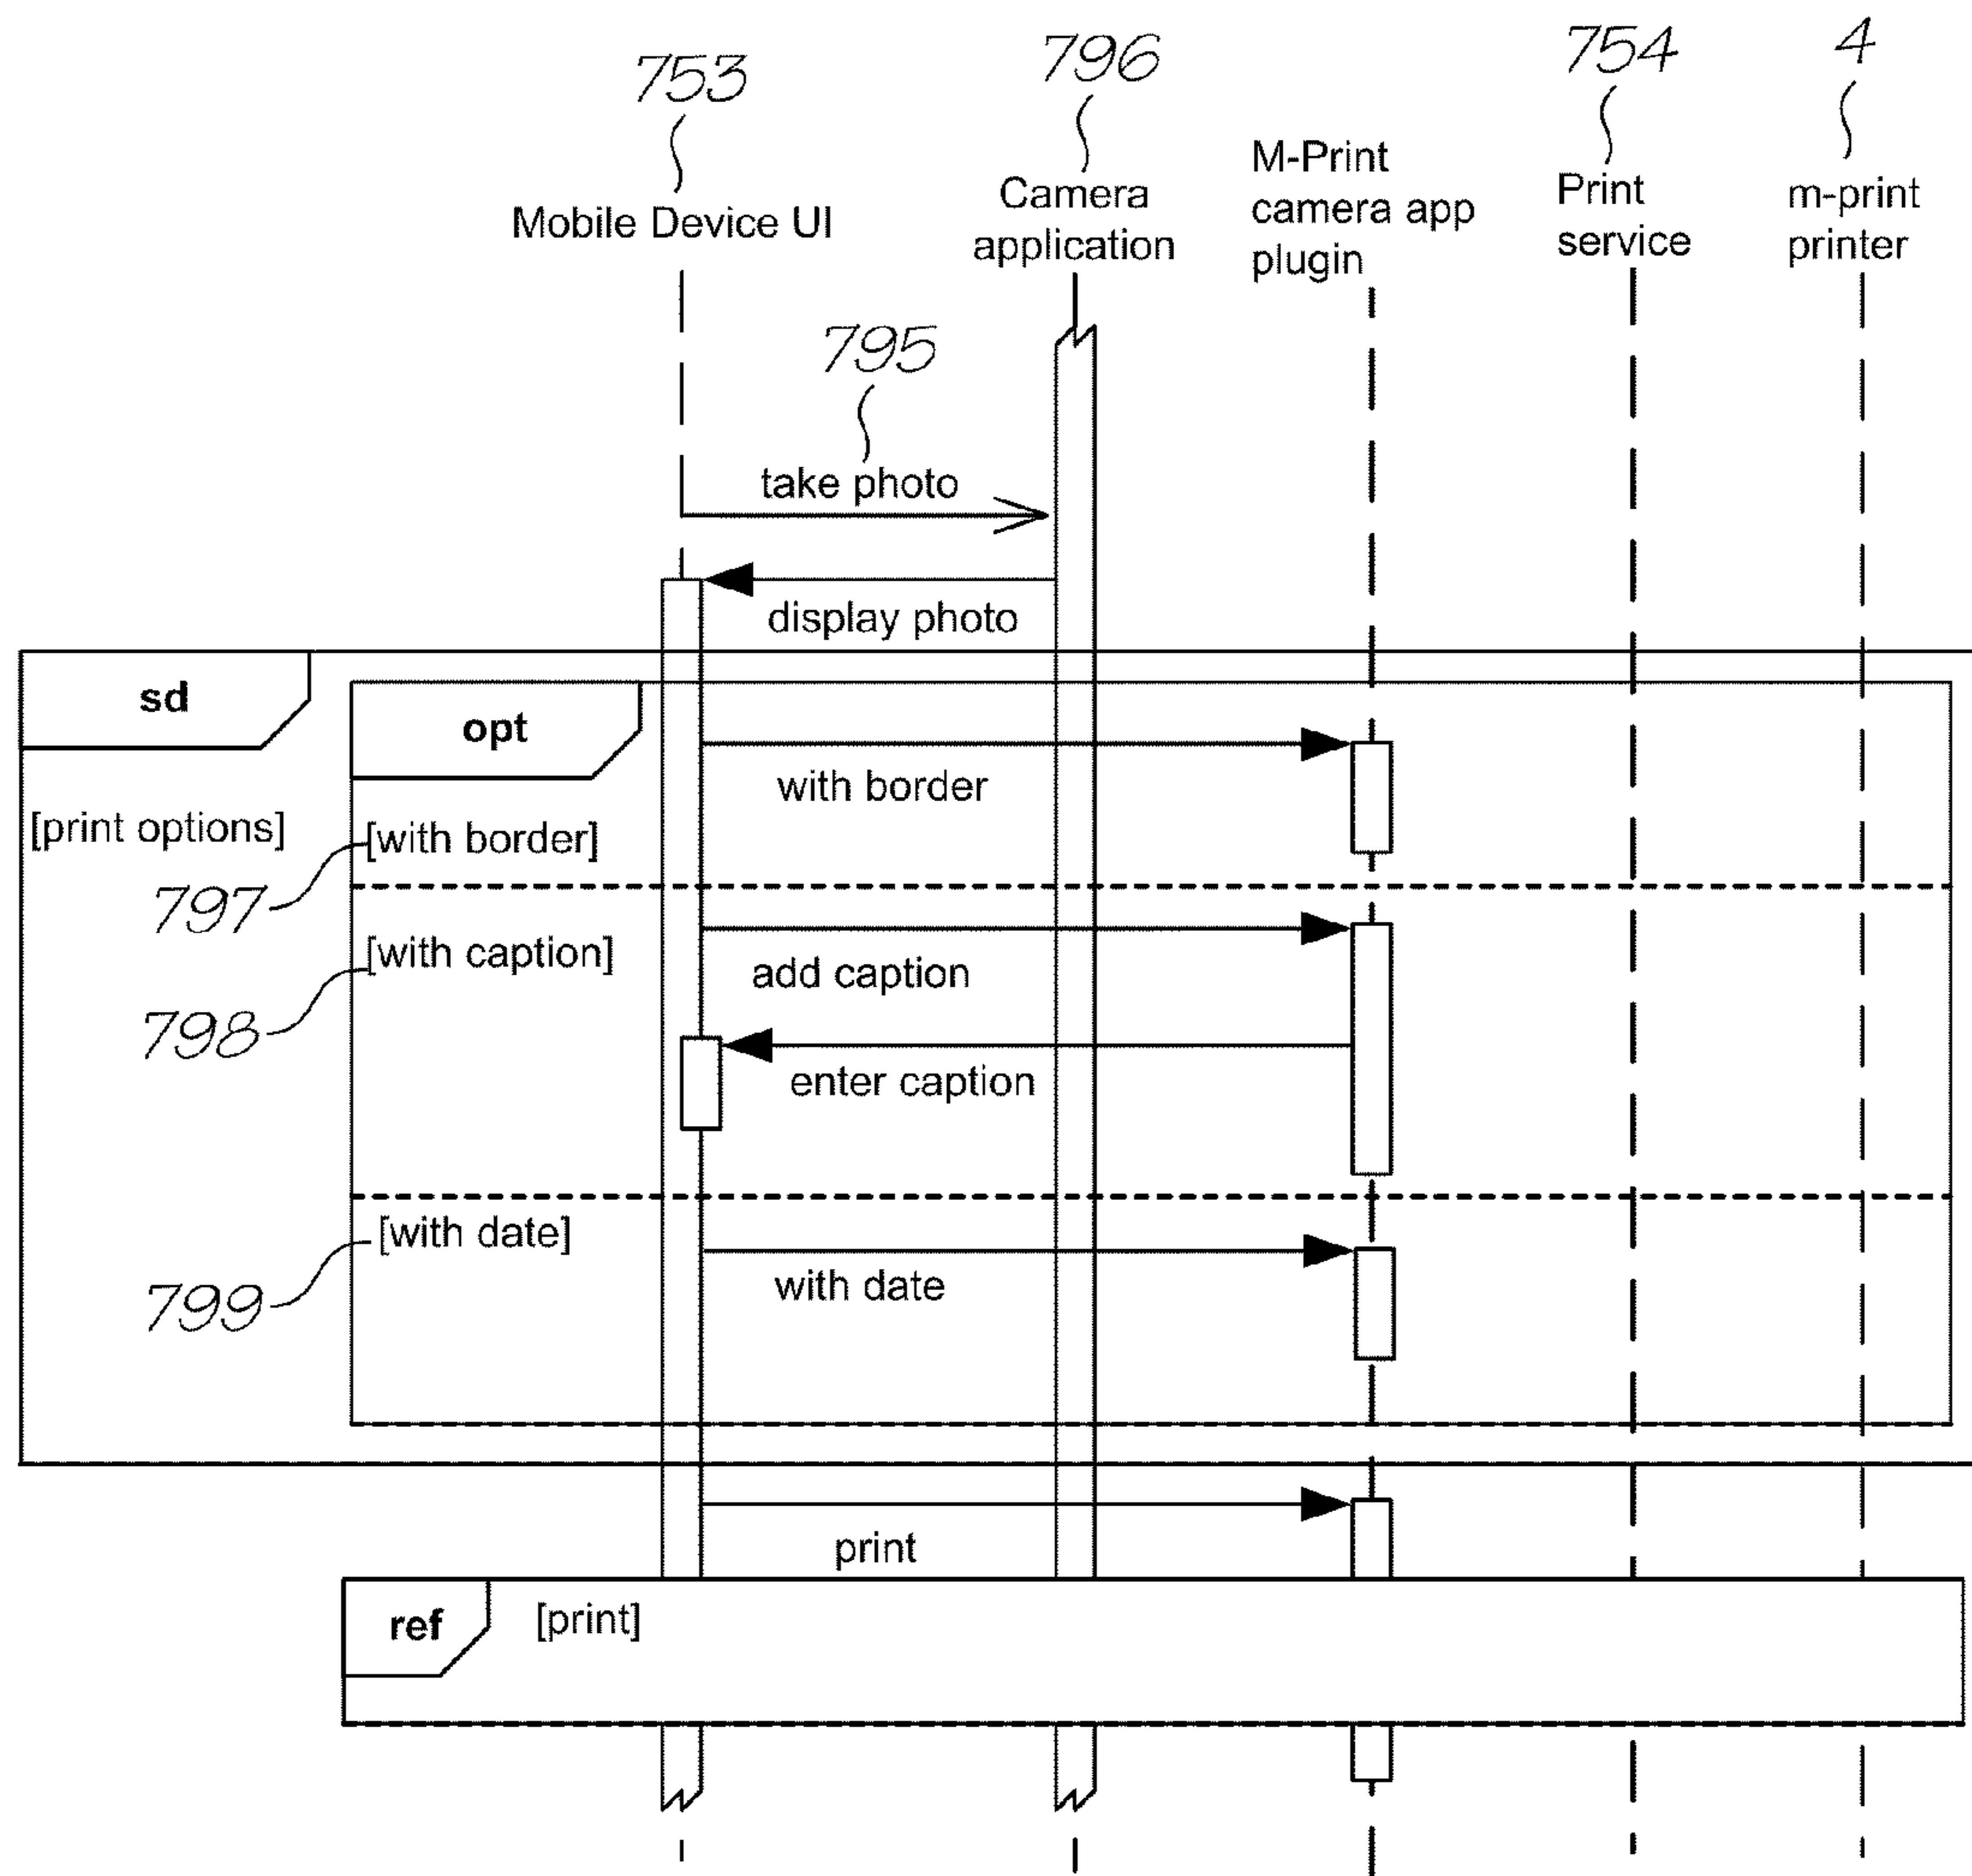 753
796
754
4
Mobile Device UI
Camera
application
M-Print
camera app
plugin
Print
service
m-print
printer
795
take photo
display photo
sd
opt
with border
[print options]
[with border]
797
[with caption]
add caption
798
enter caption
[with date]
with date
799
print
ref
[print]